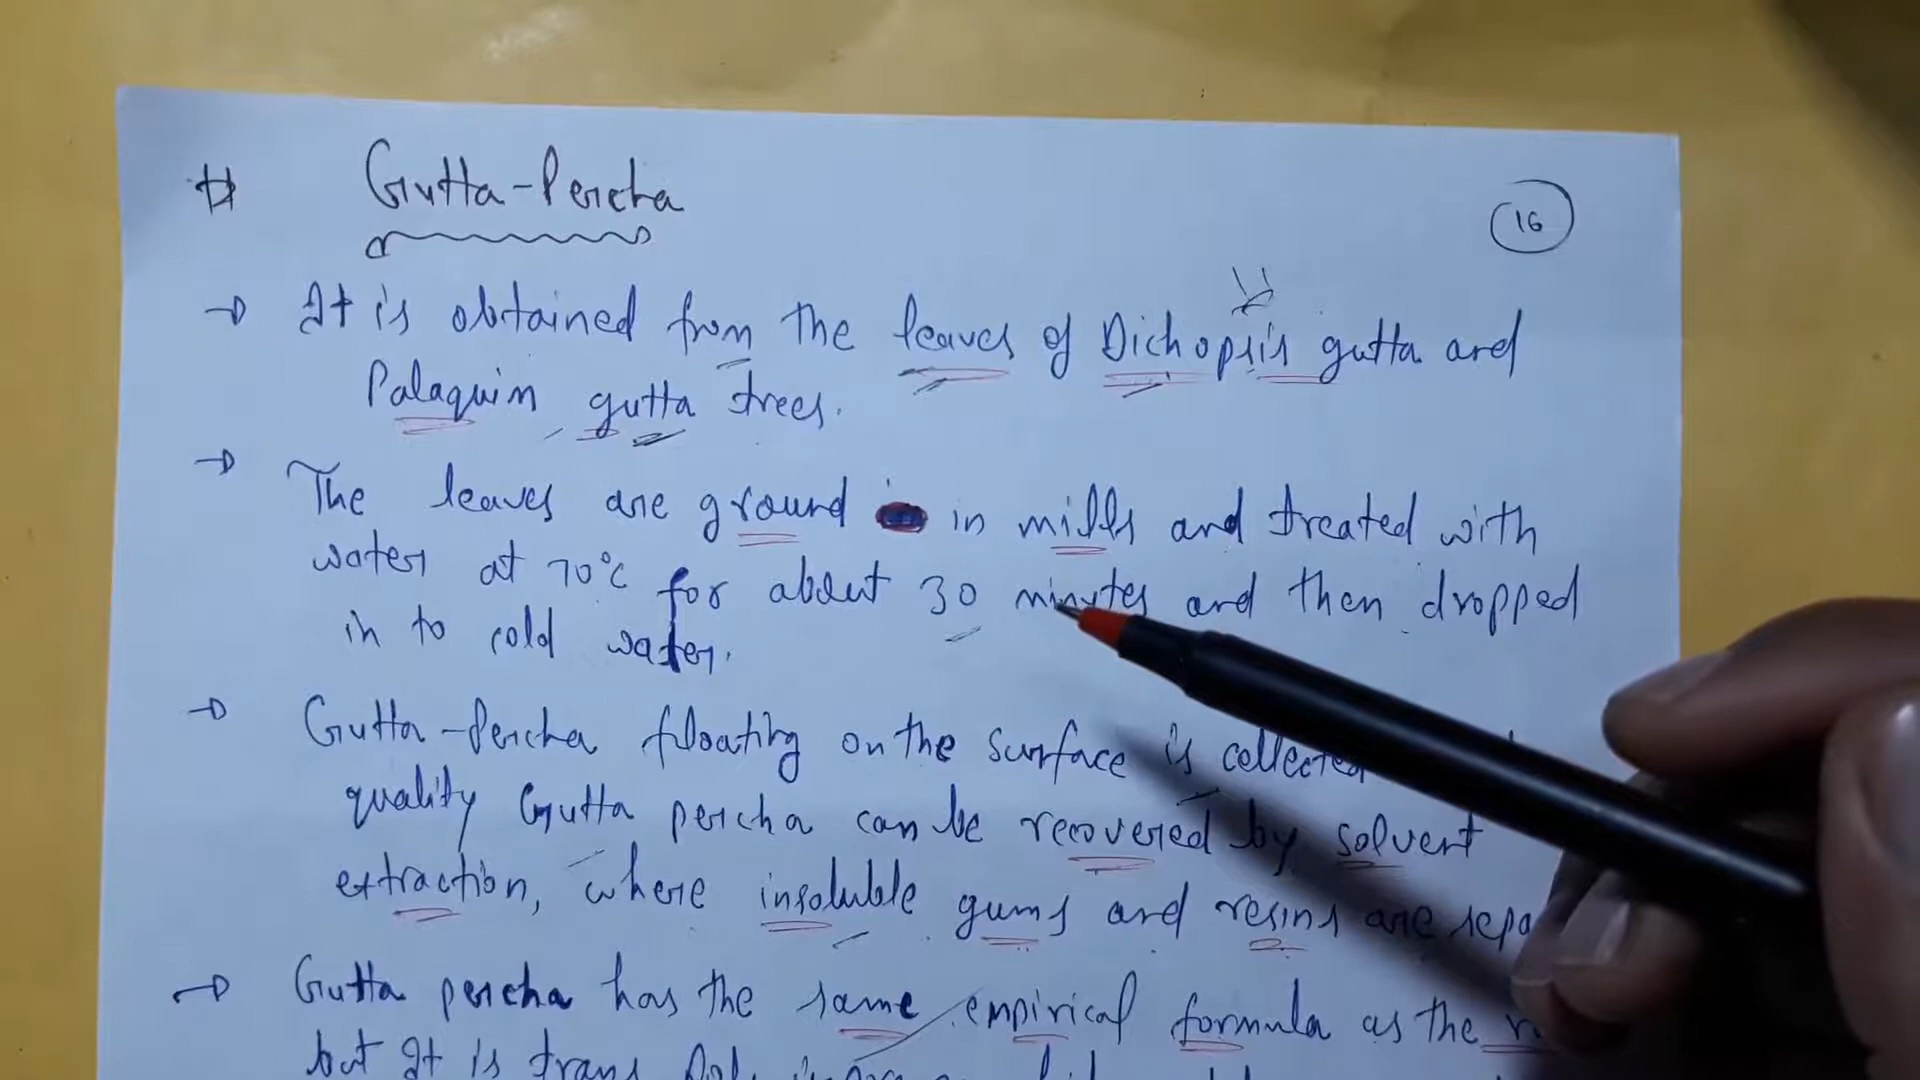 # Gutta-Percha
16
→ It is obtained from the leaves of Dichopsis gutta and
Palaquim gutta trees.
→ The leaves are ground in mills and treated with
water at 70°C for about 30 minutes and then dropped
in to cold water.
→ Gutta-Percha floating on the surface is collected
quality Gutta percha can be recovered by solvent
extraction, where insoluble gums and resins are sepa
→ Gutta percha has the same empirical formula as the
but It is trans